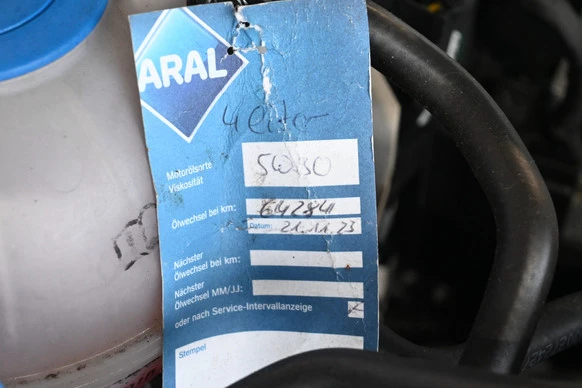 ARAL
4 Liter
Motorölsorte
Viskosität
5W30
Ölwechsel bei km: 64284
Datum: 21.11.23
Nächster
Ölwechsel bei km:
Nächster
Ölwechsel MM/JJ:
oder nach Service-Intervallanzeige
Stempel